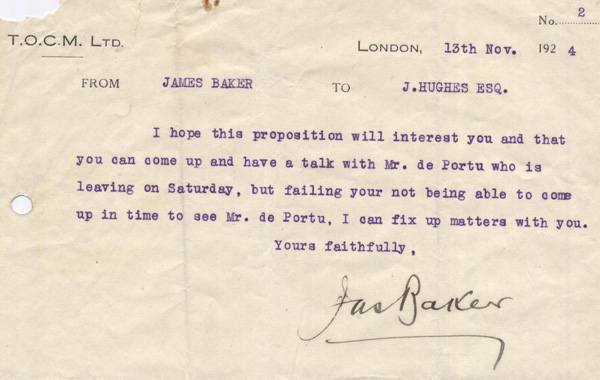 No. 2
T.O.C.M. LTD.
LONDON, 13th Nov. 1924
FROM JAMES BAKER TO J.HUGHES ESQ.
I hope this proposition will interest you and that
you can come up and have a talk with Mr. de Portu who is
leaving on Saturday, but failing your not being able to come
up in time to see Mr. de Portu, I can fix up matters with you.
Yours faithfully,
Jas Baker